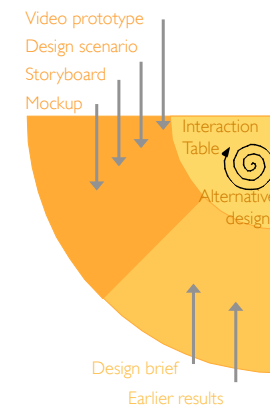 Video prototype
Design scenario
Storyboard
Mockup
Interaction
Table
Alternative
design
Design brief
Earlier results